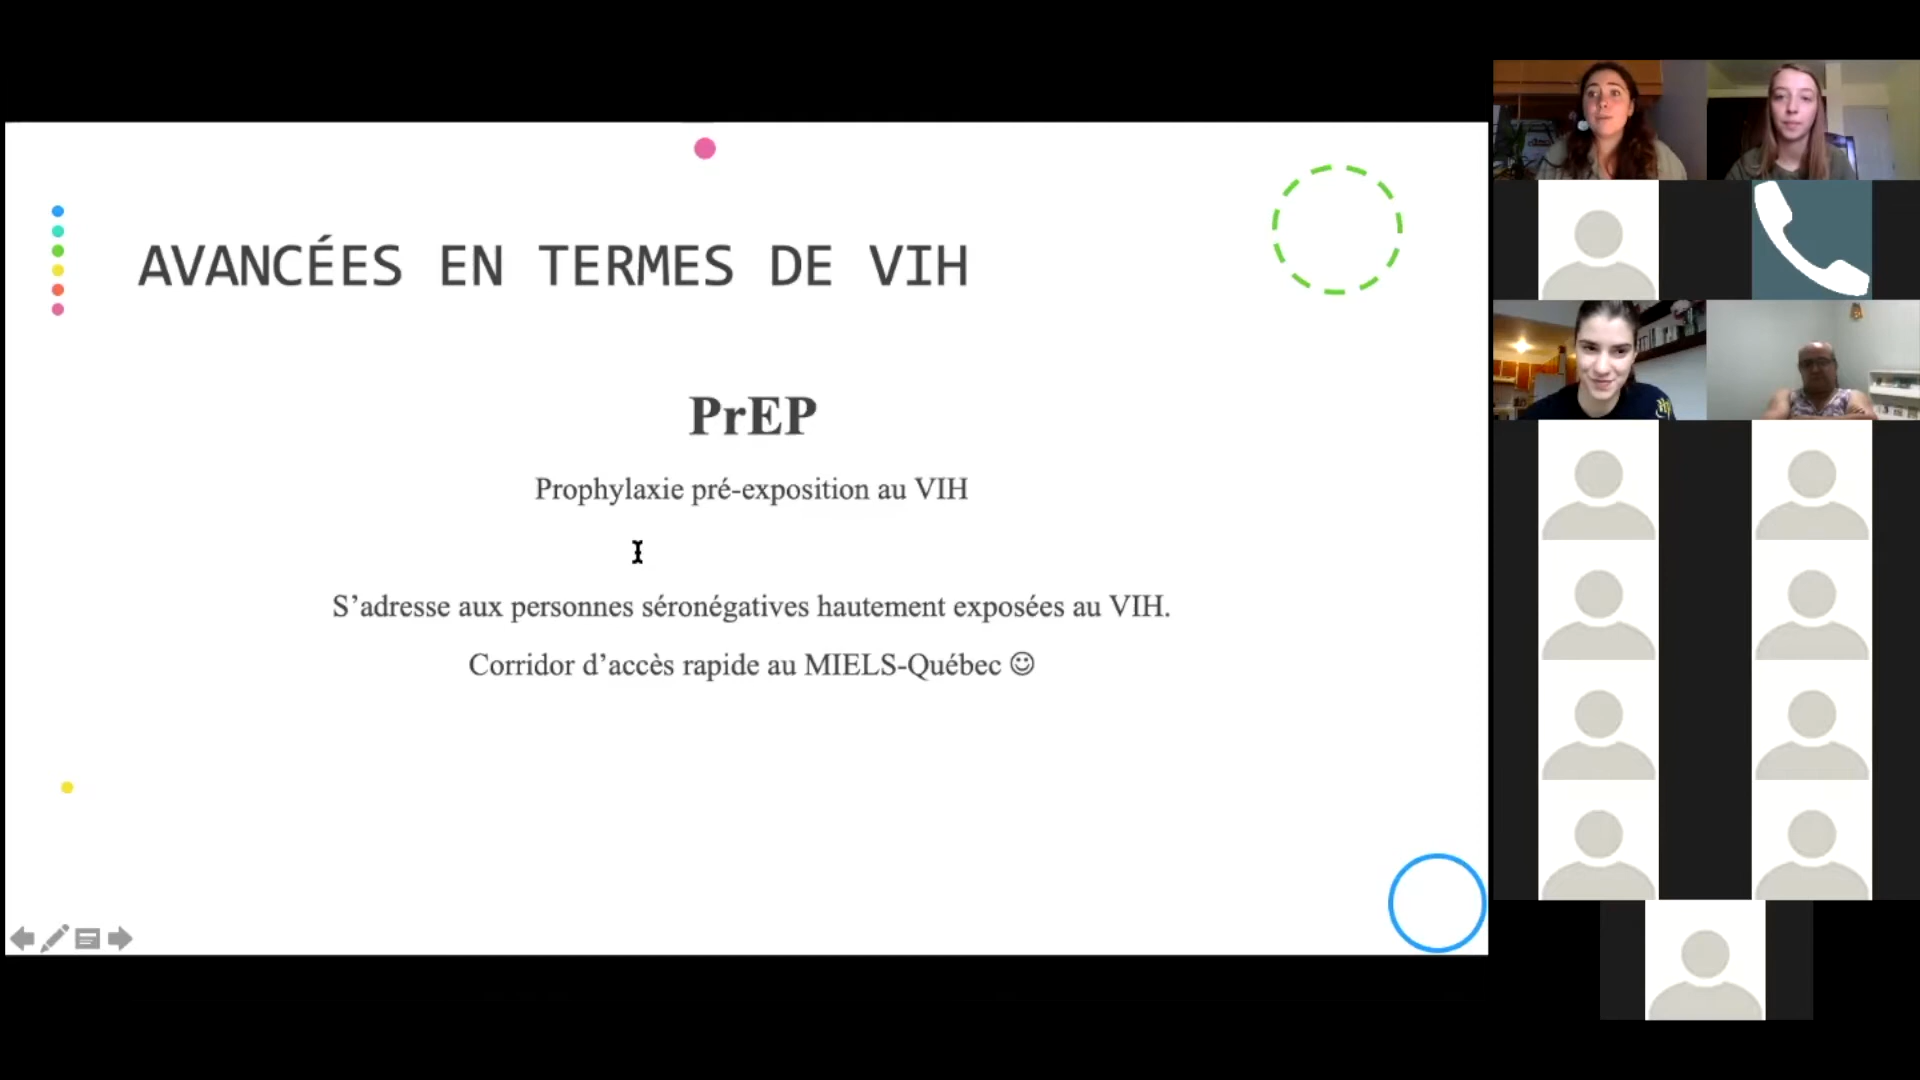 AVANCÉES EN TERMES DE VIH
PrEP
Prophylaxie pré-exposition au VIH
S’adresse aux personnes séronégatives hautement exposées au VIH.
Corridor d’accès rapide au MIELS-Québec ☺